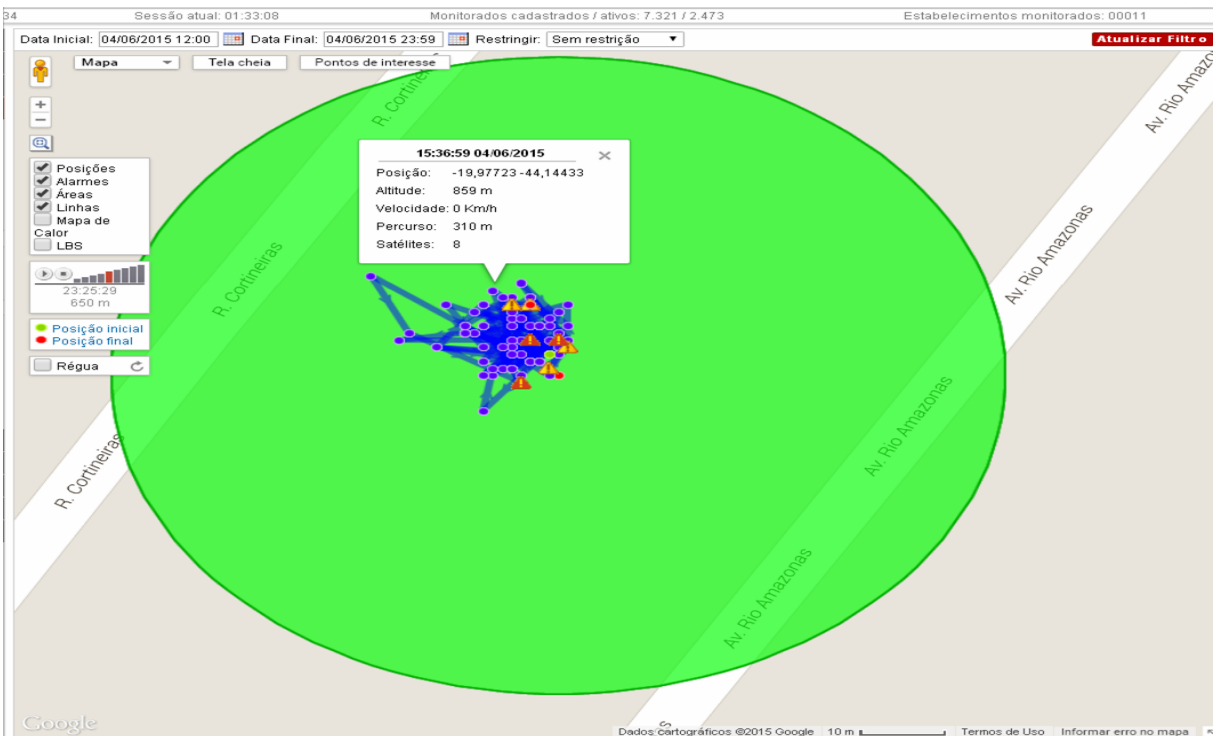 34 Sessão atual: 01:33:08 Monitorados cadastrados / ativos: 7.321 / 2.473 Estabelecimentos monitorados: 00011
Data Inicial: 04/06/2015 12:00 Data Final: 04/06/2015 23:59 Restringir: Sem restrição Atualizar Filtro
Mapa Tela cheia Pontos de interesse
R. Cortineiras
Av. Rio Amazonas
15:36:59 04/06/2015
Posição: -19,97723 -44,14433
Altitude: 859 m
Velocidade: 0 Km/h
Percurso: 310 m
Satélites: 8
Posições
Alarmes
Áreas
Linhas
Mapa de
Calor
LBS
23:25:29
650 m
Posição inicial
Posição final
Régua
R. Cortineiras
Av. Rio Amazonas
Av. Rio Amazonas
R. Cortineiras
Av. Rio Amazonas
Google
Dados cartográficos ©2015 Google 10 m Termos de Uso Informar erro no mapa